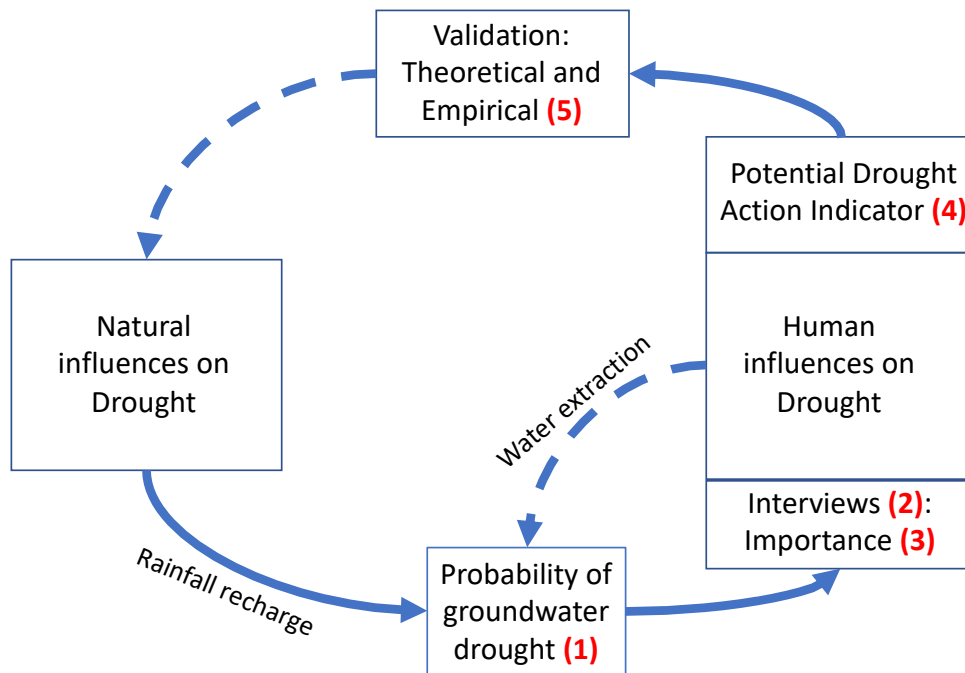 Validation:
Theoretical and
Empirical (5)
Potential Drought
Action Indicator (4)
Natural
influences on
Drought
Human
influences on
Drought
Water extraction
Interviews (2):
Importance (3)
Rainfall recharge
Probability of
groundwater
drought (1)